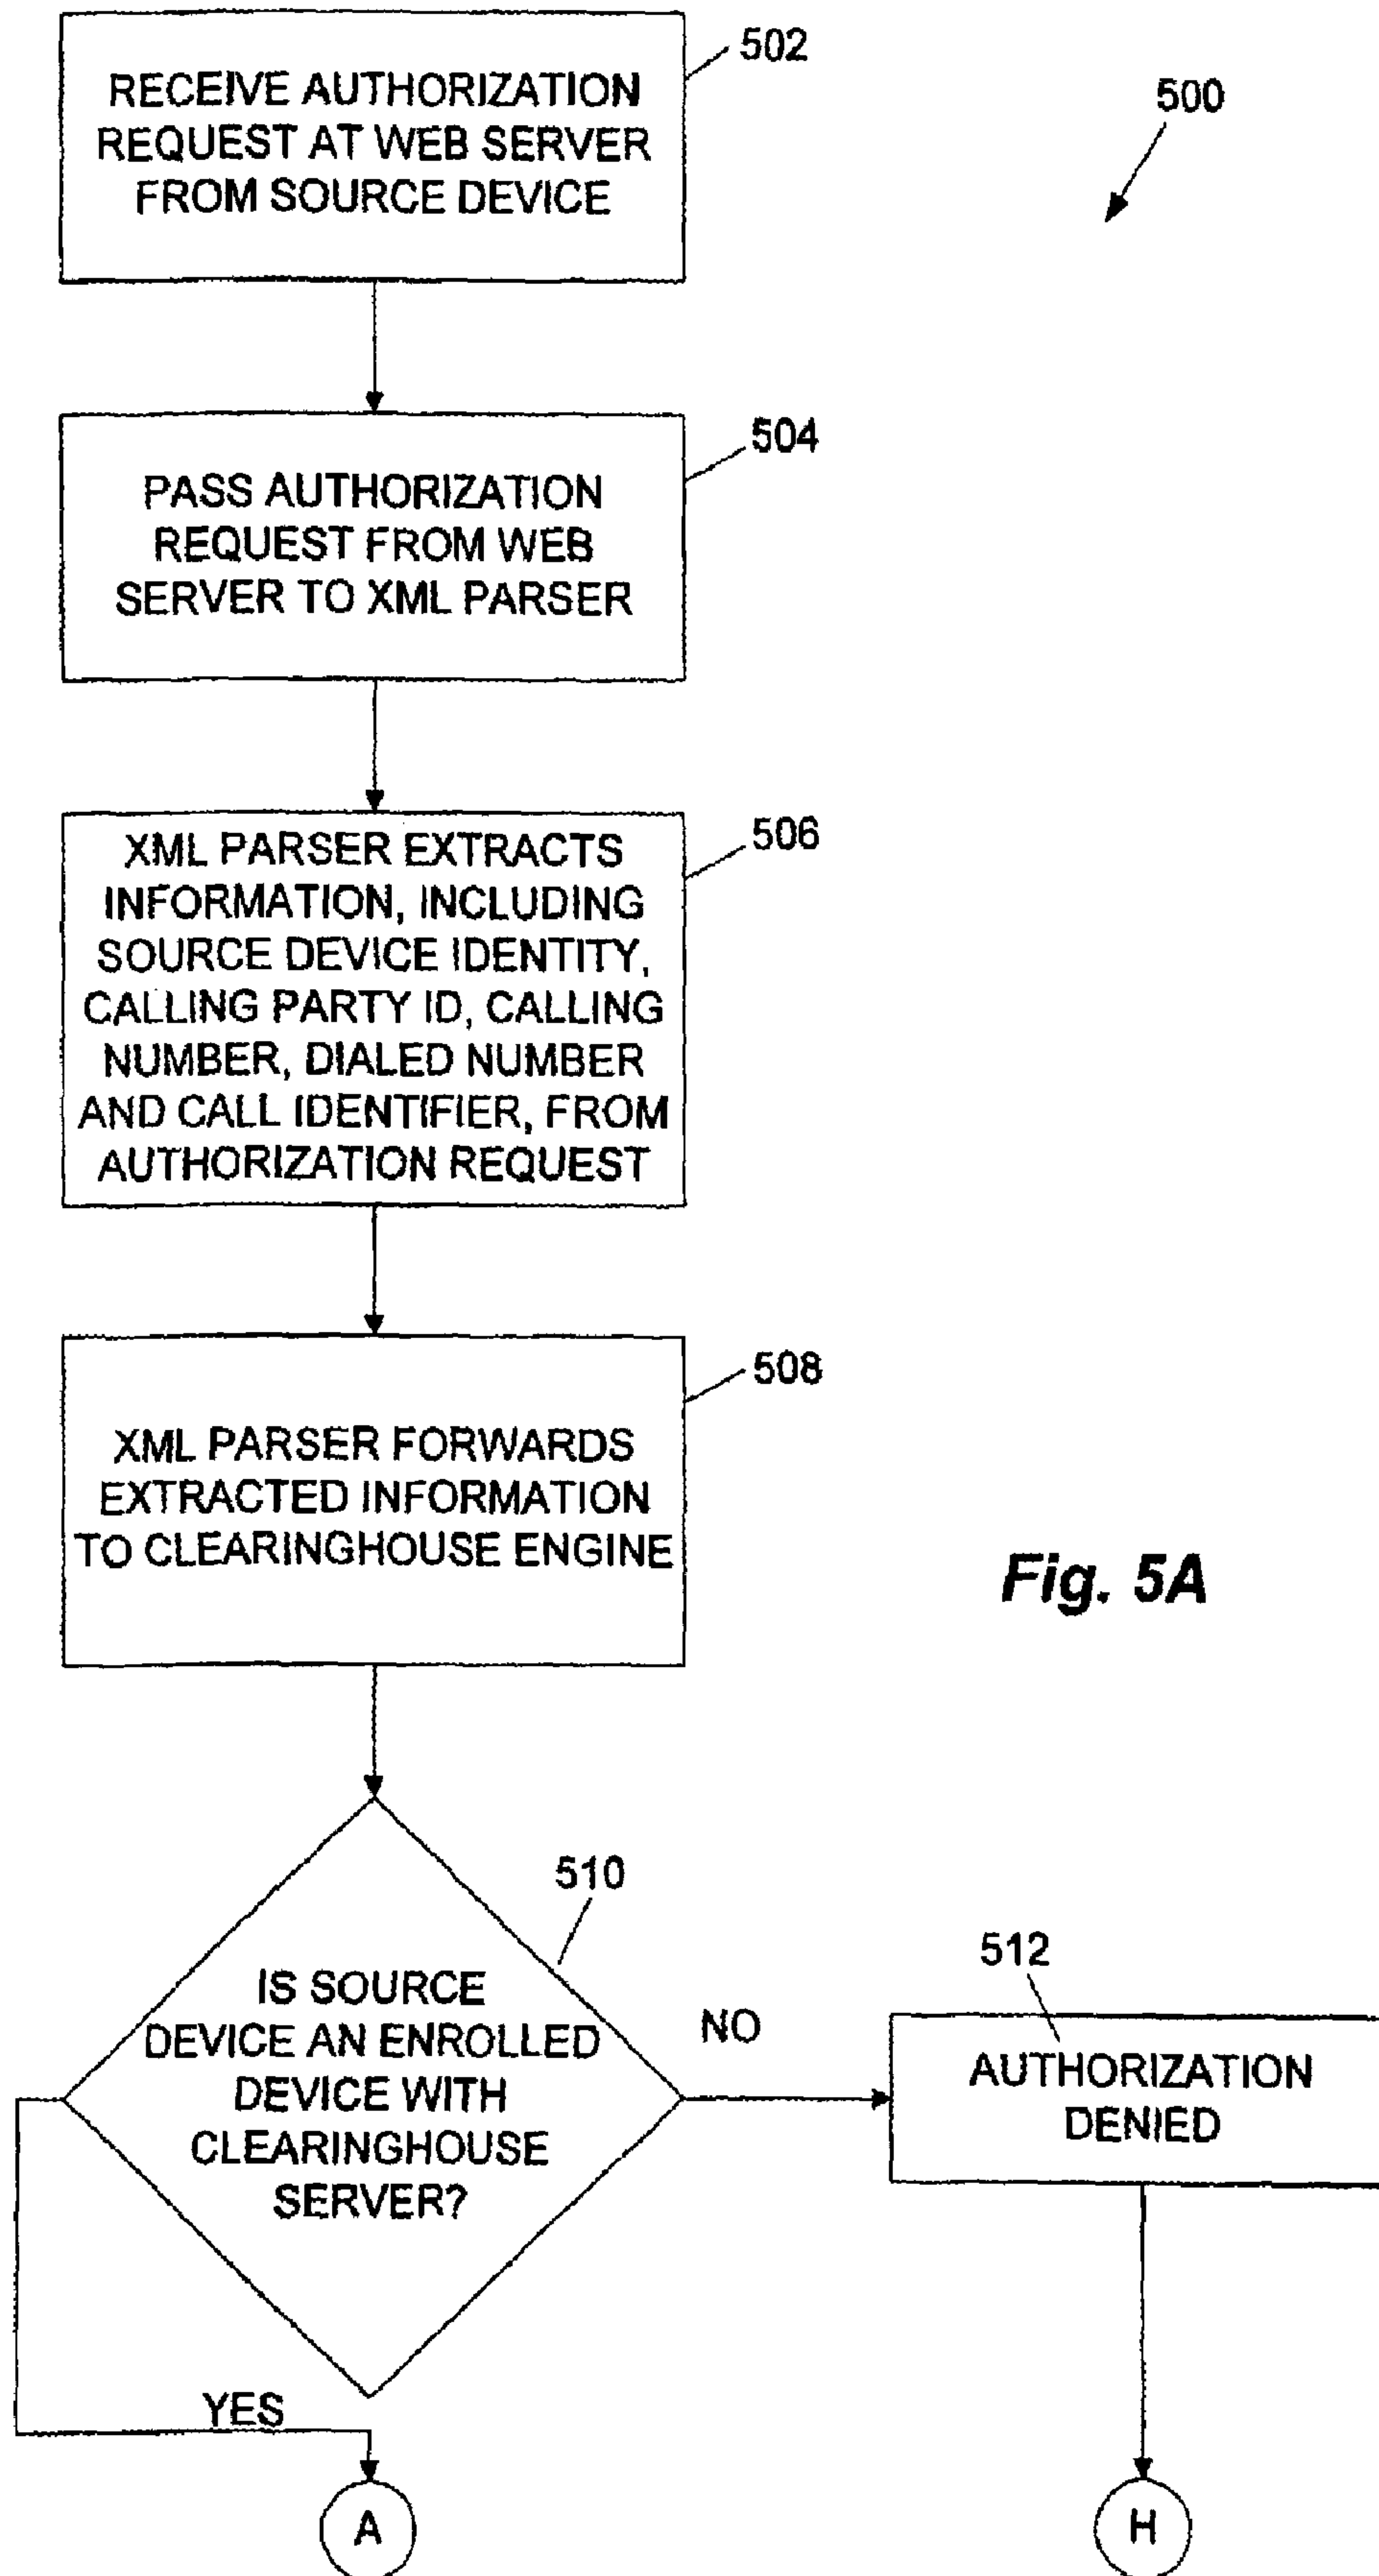 502
RECEIVE AUTHORIZATION
REQUEST AT WEB SERVER
FROM SOURCE DEVICE
500
504
PASS AUTHORIZATION
REQUEST FROM WEB
SERVER TO XML PARSER
506
XML PARSER EXTRACTS
INFORMATION, INCLUDING
SOURCE DEVICE IDENTITY,
CALLING PARTY ID, CALLING
NUMBER, DIALED NUMBER
AND CALL IDENTIFIER, FROM
AUTHORIZATION REQUEST
508
XML PARSER FORWARDS
EXTRACTED INFORMATION
TO CLEARINGHOUSE ENGINE
Fig. 5A
510
IS SOURCE
DEVICE AN ENROLLED
DEVICE WITH
CLEARINGHOUSE
SERVER?
NO
512
AUTHORIZATION
DENIED
YES
A
H